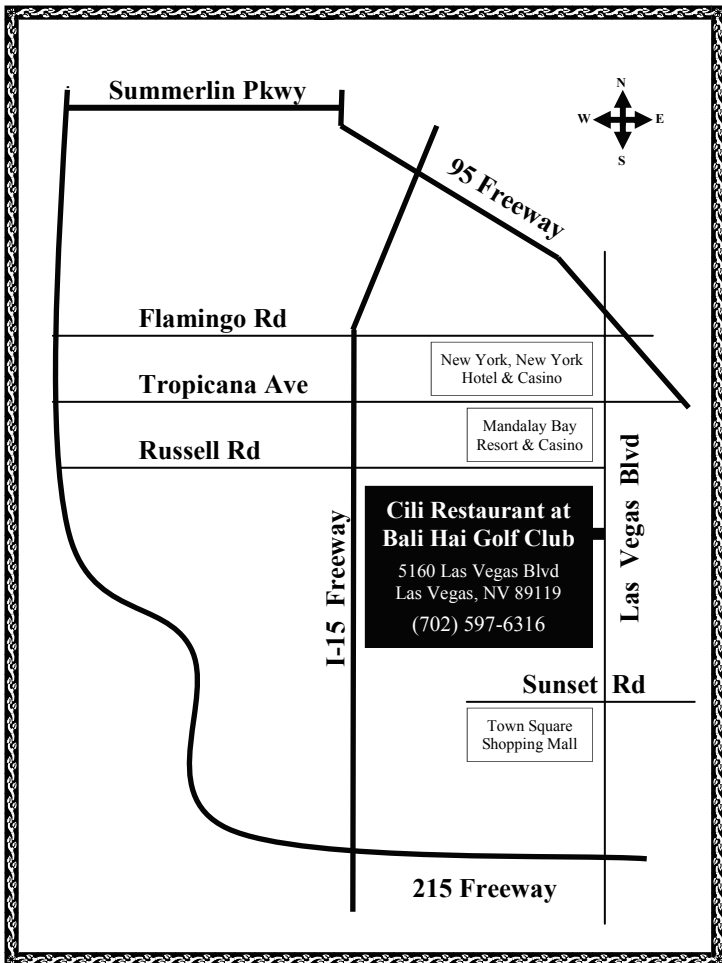 Summerlin Pkwy
N
W
E
S
95 Freeway
Flamingo Rd
New York, New York
Hotel & Casino
Tropicana Ave
Mandalay Bay
Resort & Casino
Russell Rd
Las Vegas Blvd
Cili Restaurant at
Bali Hai Golf Club
5160 Las Vegas Blvd
Las Vegas, NV 89119
(702) 597-6316
I-15 Freeway
Sunset Rd
Town Square
Shopping Mall
215 Freeway